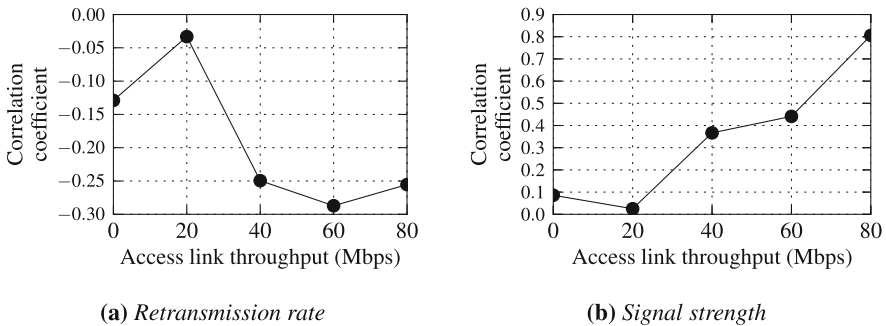 0.00
−0.05
−0.10
−0.15
−0.20
−0.25
−0.30
Correlation
coefficient
0 20 40 60 80
Access link throughput (Mbps)
(a) Retransmission rate
0.9
0.8
0.7
0.6
0.5
0.4
0.3
0.2
0.1
0.0
Correlation
coefficient
0 20 40 60 80
Access link throughput (Mbps)
(b) Signal strength